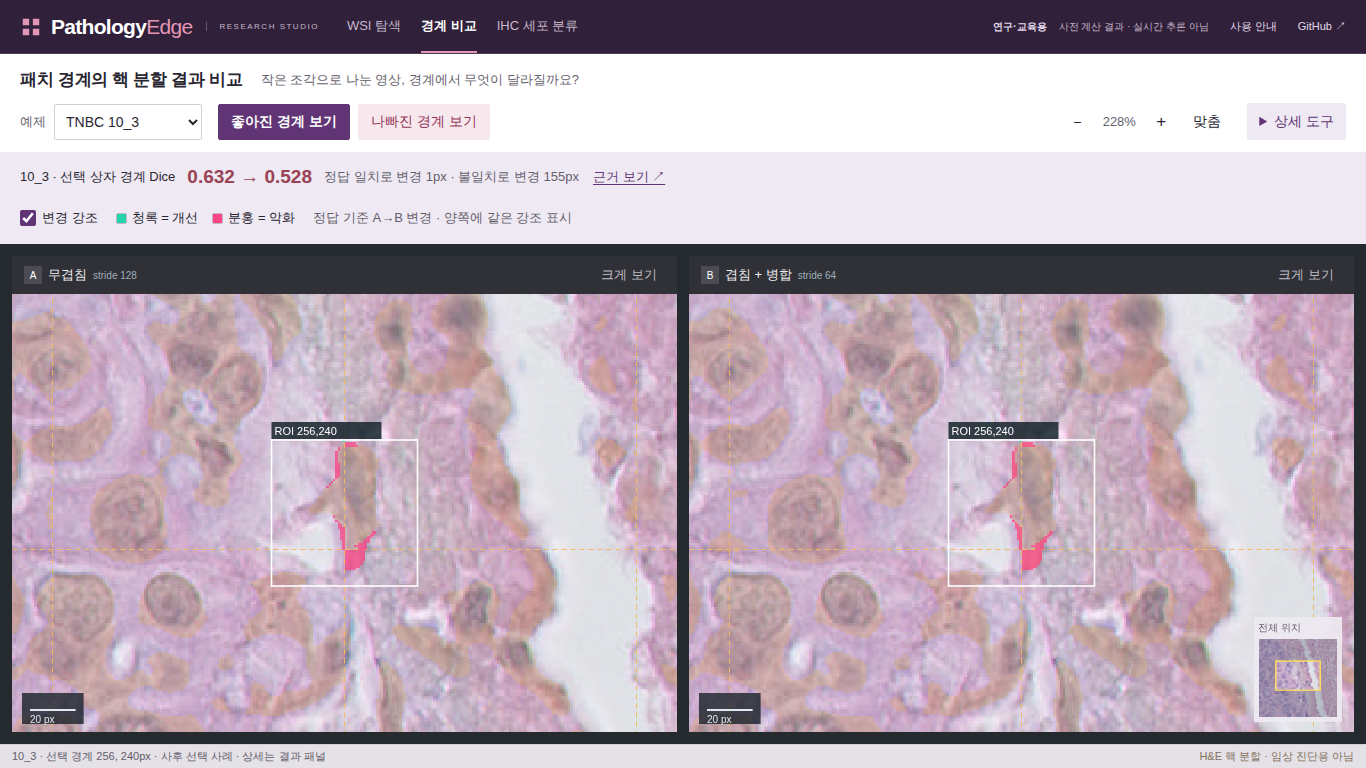 PathologyEdge RESEARCH STUDIO WSI 탐색 경계 비교 IHC 세포 분류 연구·교육용 사전 계산 결과 · 실시간 추론 아님 사용 안내 GitHub ↗
패치 경계의 핵 분할 결과 비교 작은 조각으로 나눈 영상, 경계에서 무엇이 달라질까요?
예제 TNBC 10_3 좋아진 경계 보기 나빠진 경계 보기 − 228% + 맞춤 ▶ 상세 도구
10_3 · 선택 상자 경계 Dice 0.632 → 0.528 정답 일치로 변경 1px · 불일치로 변경 155px 근거 보기 ↗
변경 강조 청록 = 개선 분홍 = 악화 정답 기준 A→B 변경 · 양쪽에 같은 강조 표시
A 무겹침 stride 128 크게 보기
B 겹침 + 병합 stride 64 크게 보기
ROI 256,240
ROI 256,240
전체 위치
20 px
20 px
10_3 · 선택 경계 256, 240px · 사후 선택 사례 · 상세는 결과 패널
H&E 핵 분할 · 임상 진단용 아님